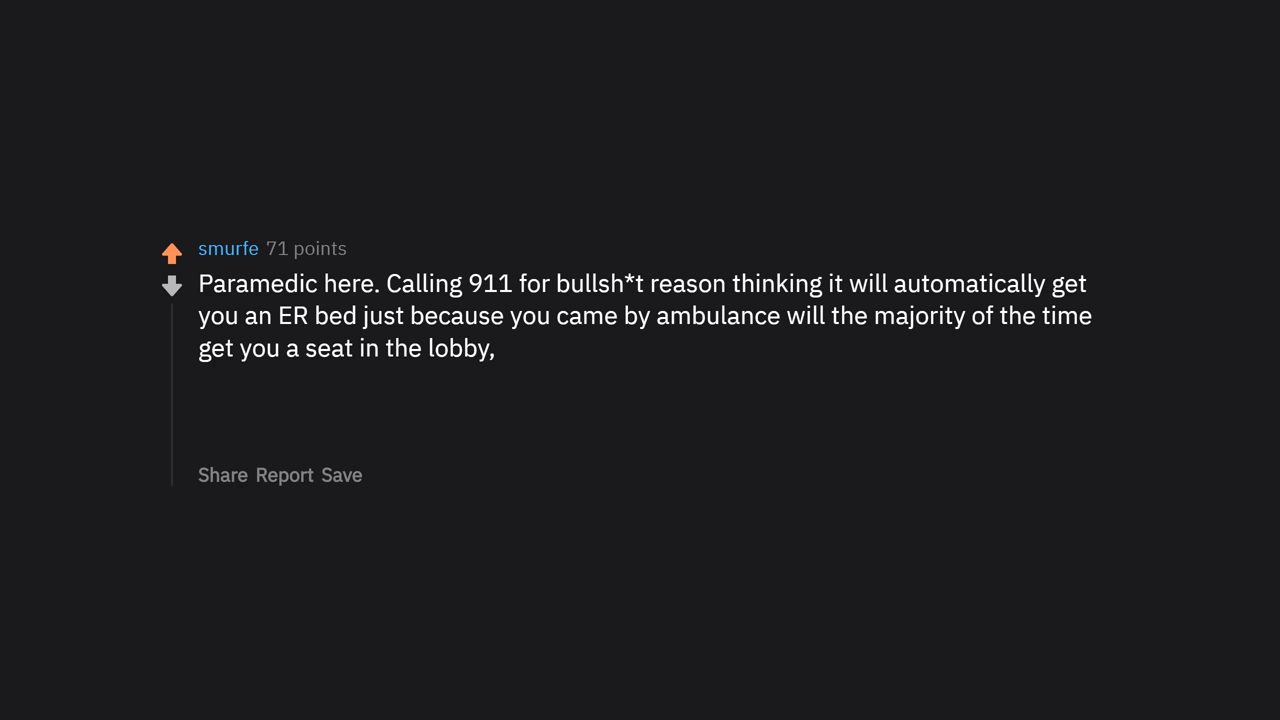 smurfe 71 points
Paramedic here. Calling 911 for bullsh*t reason thinking it will automatically get
you an ER bed just because you came by ambulance will the majority of the time
get you a seat in the lobby,
Share Report Save